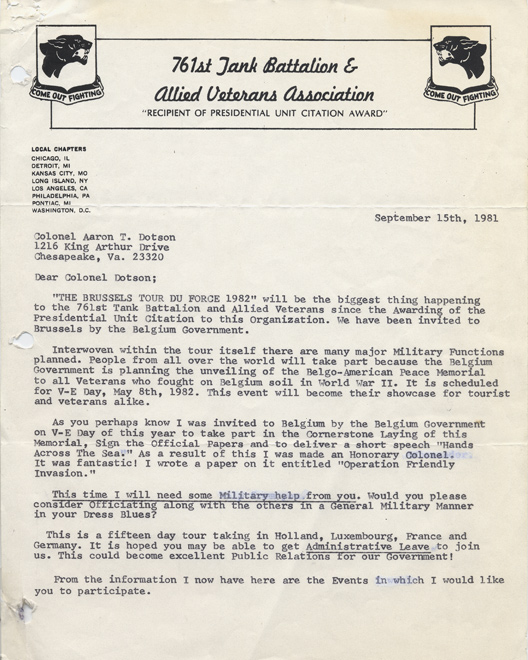 761st Tank Battalion &
Allied Veterans Association
"RECIPIENT OF PRESIDENTIAL UNIT CITATION AWARD"
COME OUT FIGHTING
COME OUT FIGHTING
LOCAL CHAPTERS
CHICAGO, IL
DETROIT, MI
KANSAS CITY, MO
LONG ISLAND, NY
LOS ANGELES, CA
PHILADELPHIA, PA
PONTIAC, MI
WASHINGTON, D.C.
September 15th, 1981
Colonel Aaron T. Dotson
1216 King Arthur Drive
Chesapeake, Va. 23320
Dear Colonel Dotson;
"THE BRUSSELS TOUR DU FORCE 1982" will be the biggest thing happening
to the 761st Tank Battalion and Allied Veterans since the Awarding of the
Presidential Unit Citation to this Organization. We have been invited to
Brussels by the Belgium Government.
Interwoven within the tour itself there are many major Military Functions
planned. People from all over the world will take part because the Belgium
Government is planning the unveiling of the Belgo-American Peace Memorial
to all Veterans who fought on Belgium soil in World War II. It is scheduled
for V-E Day, May 8th, 1982. This event will become their showcase for tourist
and veterans alike.
As you perhaps know I was invited to Belgium by the Belgium Government
on V-E Day of this year to take part in the Cornerstone Laying of this
Memorial, Sign the Official Papers and to deliver a short speech "Hands
Across The Sea." As a result of this I was made an Honorary Colonel.
It was fantastic! I wrote a paper on it entitled "Operation Friendly
Invasion."
This time I will need some Military help from you. Would you please
consider Officiating along with the others in a General Military Manner
in your Dress Blues?
This is a fifteen day tour taking in Holland, Luxembourg, France and
Germany. It is hoped you may be able to get Administrative Leave to join
us. This could become excellent Public Relations for our Government!
From the information I now have here are the Events in which I would like
you to participate.